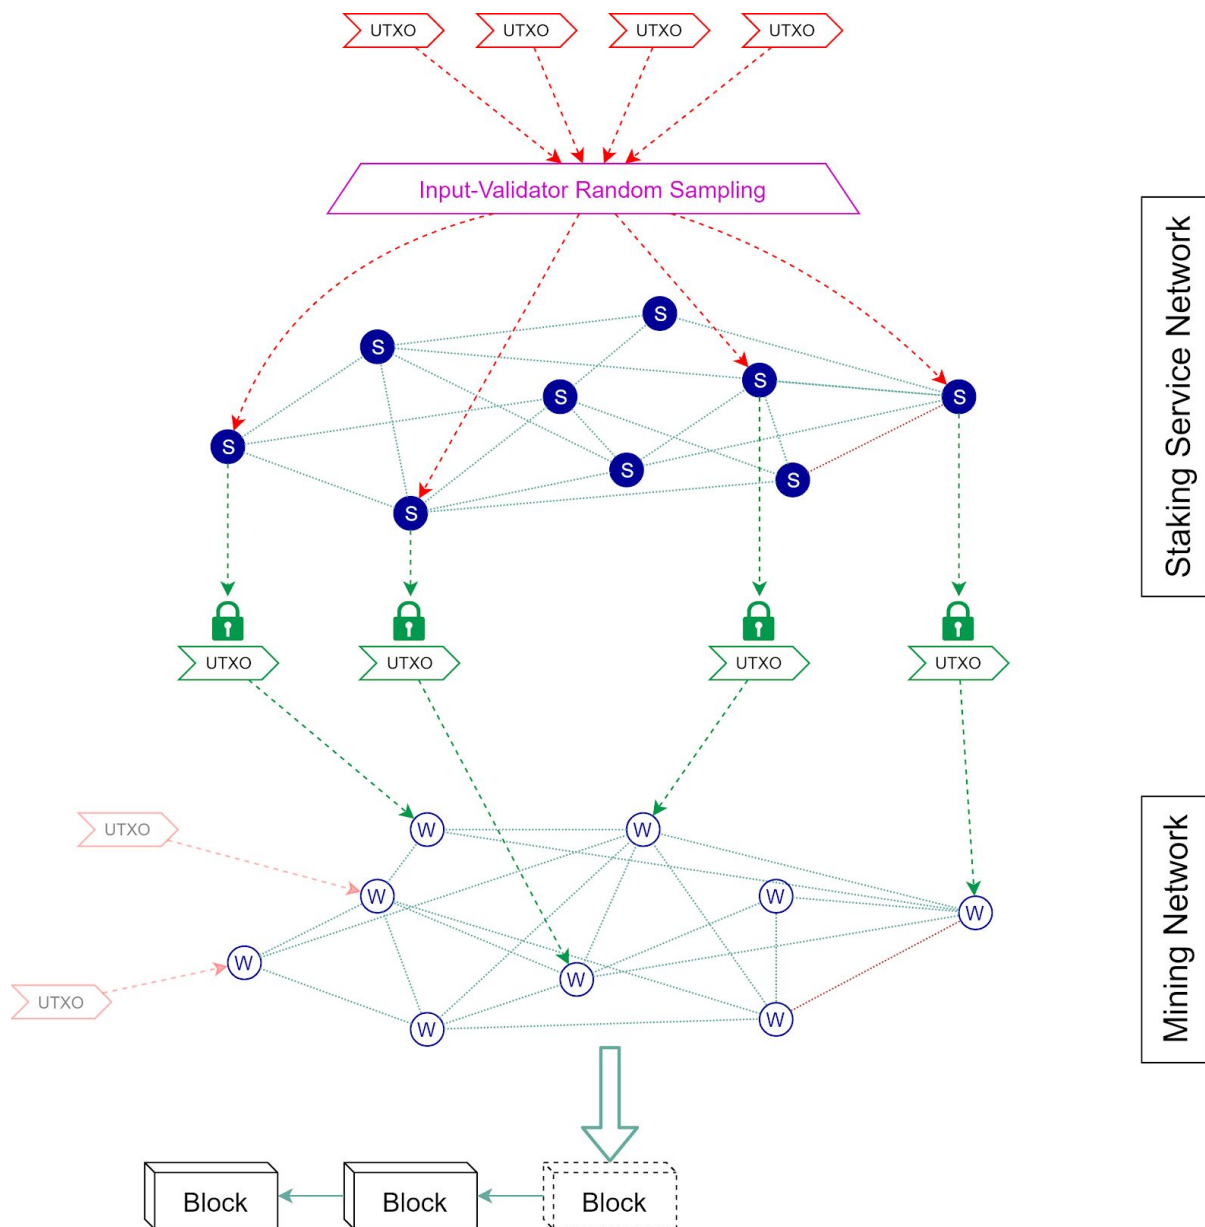 UTXO UTXO UTXO UTXO
Input-Validator Random Sampling
Staking Service Network
S
S
S
S
S
S
S
S
UTXO UTXO UTXO UTXO
Mining Network
UTXO
W
W
W
W
W
W
UTXO
W
W
W
Block Block Block